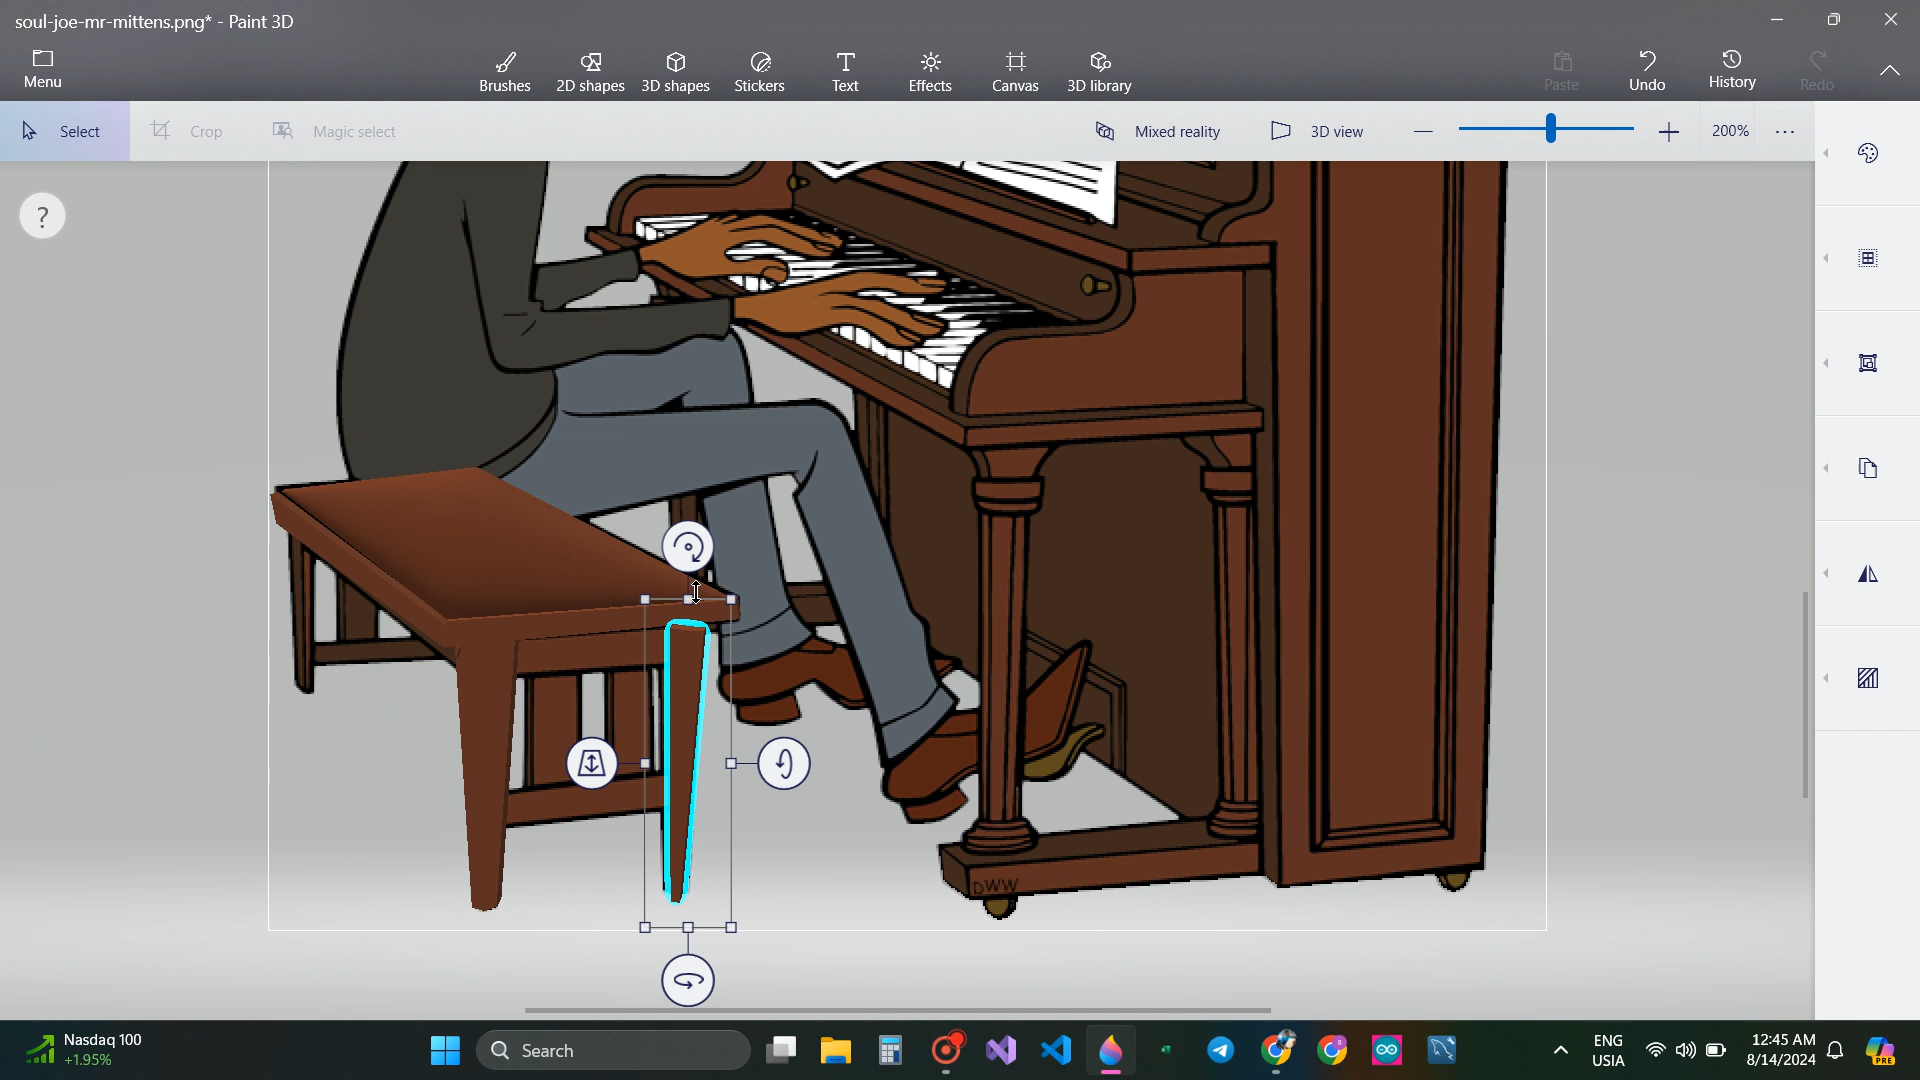 soul-joe-mr-mittens.png* - Paint 3D
Menu
Brushes
2D shapes
3D shapes
Stickers
Text
Effects
Canvas
3D library
Paste
Undo
History
Redo
Select
Crop
Magic select
Mixed reality
3D view
200%
?
DWW
Nasdaq 100
+1.95%
Search
ENG
USIA
12:45 AM
8/14/2024
PRE